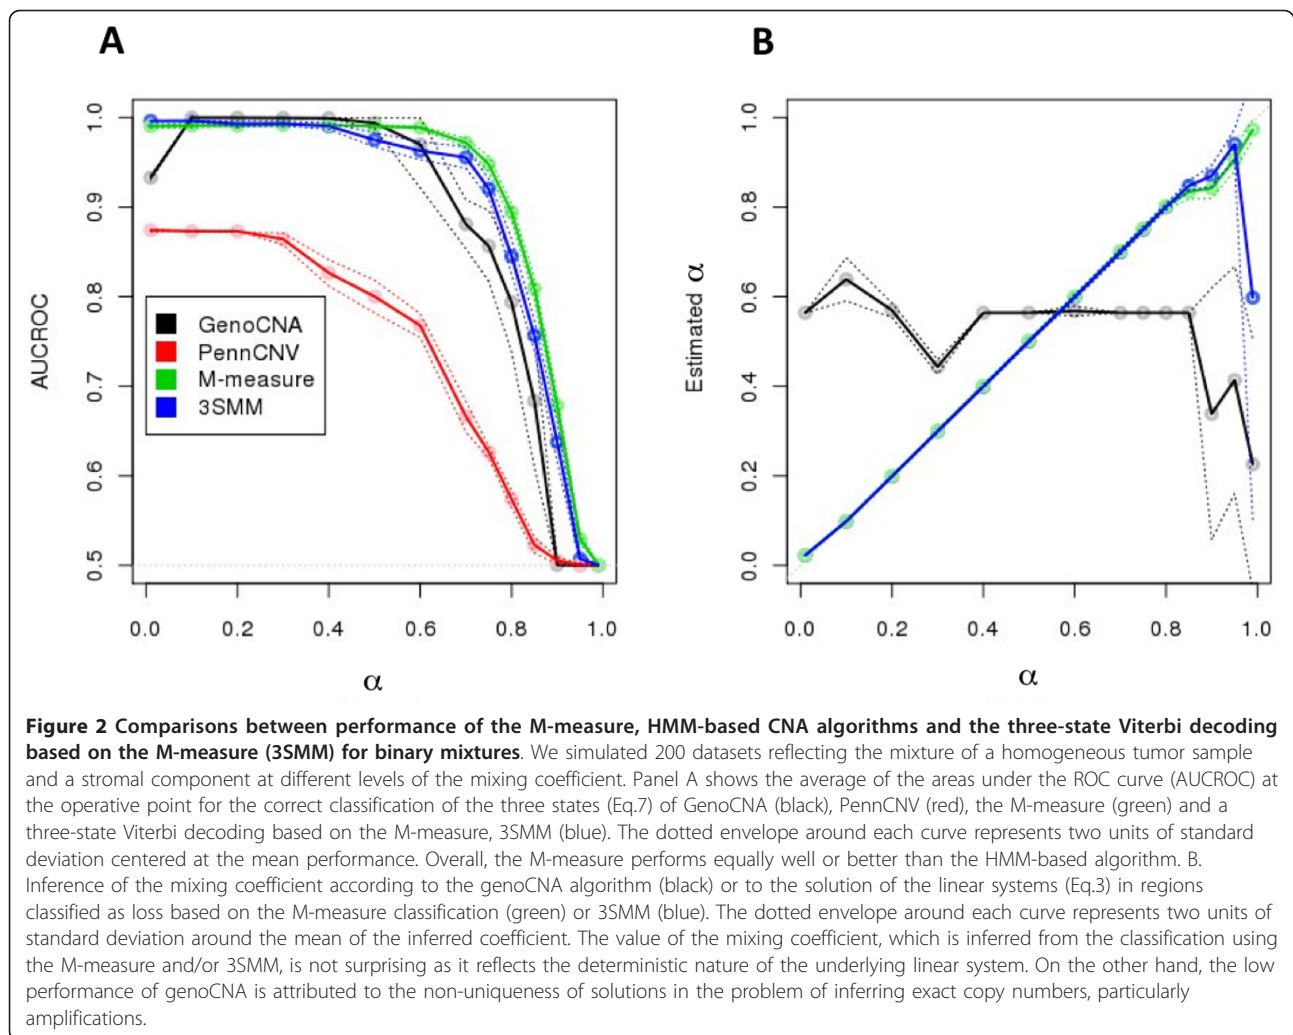 A
B
1.0
0.9
0.8
0.7
0.6
0.5
AUCROC
GenoCNA
PennCNV
M-measure
3SMM
0.0 0.2 0.4 0.6 0.8 1.0
α
1.0
0.8
0.6
0.4
0.2
0.0
Estimated α
0.0 0.2 0.4 0.6 0.8 1.0
α
Figure 2 Comparisons between performance of the M-measure, HMM-based CNA algorithms and the three-state Viterbi decoding
based on the M-measure (3SMM) for binary mixtures. We simulated 200 datasets reflecting the mixture of a homogeneous tumor sample
and a stromal component at different levels of the mixing coefficient. Panel A shows the average of the areas under the ROC curve (AUCROC) at
the operative point for the correct classification of the three states (Eq.7) of GenoCNA (black), PennCNV (red), the M-measure (green) and a
three-state Viterbi decoding based on the M-measure, 3SMM (blue). The dotted envelope around each curve represents two units of standard
deviation centered at the mean performance. Overall, the M-measure performs equally well or better than the HMM-based algorithm. B.
Inference of the mixing coefficient according to the genoCNA algorithm (black) or to the solution of the linear systems (Eq.3) in regions
classified as loss based on the M-measure classification (green) or 3SMM (blue). The dotted envelope around each curve represents two units of
standard deviation around the mean of the inferred coefficient. The value of the mixing coefficient, which is inferred from the classification using
the M-measure and/or 3SMM, is not surprising as it reflects the deterministic nature of the underlying linear system. On the other hand, the low
performance of genoCNA is attributed to the non-uniqueness of solutions in the problem of inferring exact copy numbers, particularly
amplifications.